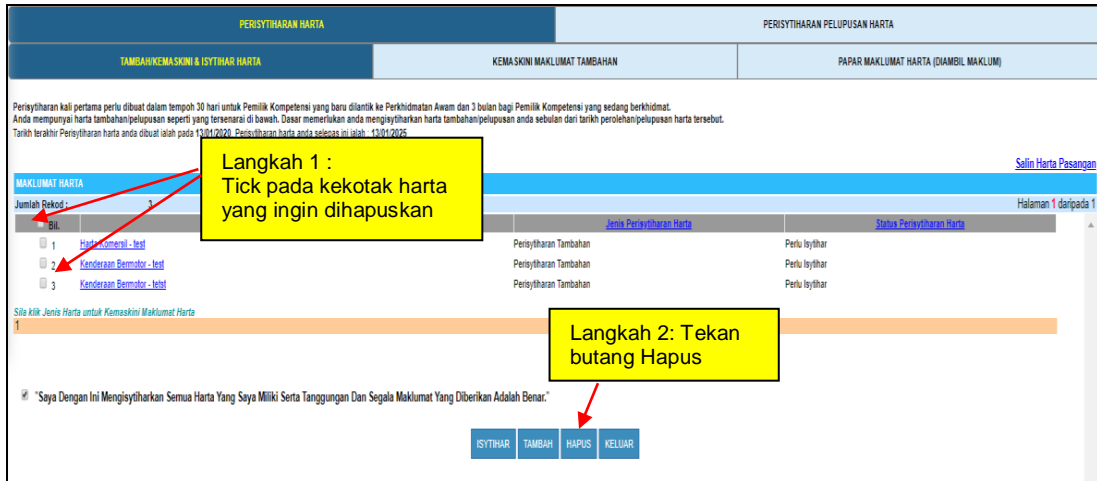 PERISYTIHARAN HARTA
PERISYTIHARAN PELUPUSAN HARTA
TAMBAH/KEMASKINI & ISYTIHAR HARTA
KEMASKINI MAKLUMAT TAMBAHAN
PAPAR MAKLUMAT HARTA (DIAMBIL MAKLUM)
Perisytiharan kali pertama perlu dibuat dalam tempoh 30 hari untuk Pemilik Kompetensi yang baru dilantik ke Perkhidmatan Awam dan 3 bulan bagi Pemilik Kompetensi yang sedang berkhidmat.
Anda mempunyai harta tambahan/pelupusan seperti yang tersenarai di bawah. Dasar memerlukan anda mengisytiharkan harta tambahan/pelupusan anda sebulan dari tarikh perolehan/pelupusan harta tersebut.
Tarikh terakhir Perisytiharan harta anda dibuat ialah pada 13/01/2020. Perisytiharan harta anda selepas ini ialah : 13/01/2025
Langkah 1 :
Tick pada kekotak harta
yang ingin dihapuskan
Salin Harta Pasangan
MAKLUMAT HARTA
Jumlah Rekod : 3
Halaman 1 daripada 1
Bil. Jenis Perisytiharan Harta Status Perisytiharan Harta
1 Harta Komersil - test Perisytiharan Tambahan Perlu Isytihar
2 Kenderaan Bermotor - test Perisytiharan Tambahan Perlu Isytihar
3 Kenderaan Bermotor - tetst Perisytiharan Tambahan Perlu Isytihar
Sila klik Jenis Harta untuk Kemaskini Maklumat Harta
1
Langkah 2: Tekan
butang Hapus
"Saya Dengan Ini Mengisytiharkan Semua Harta Yang Saya Miliki Serta Tanggungan Dan Segala Maklumat Yang Diberikan Adalah Benar."
ISYTIHAR TAMBAH HAPUS KELUAR